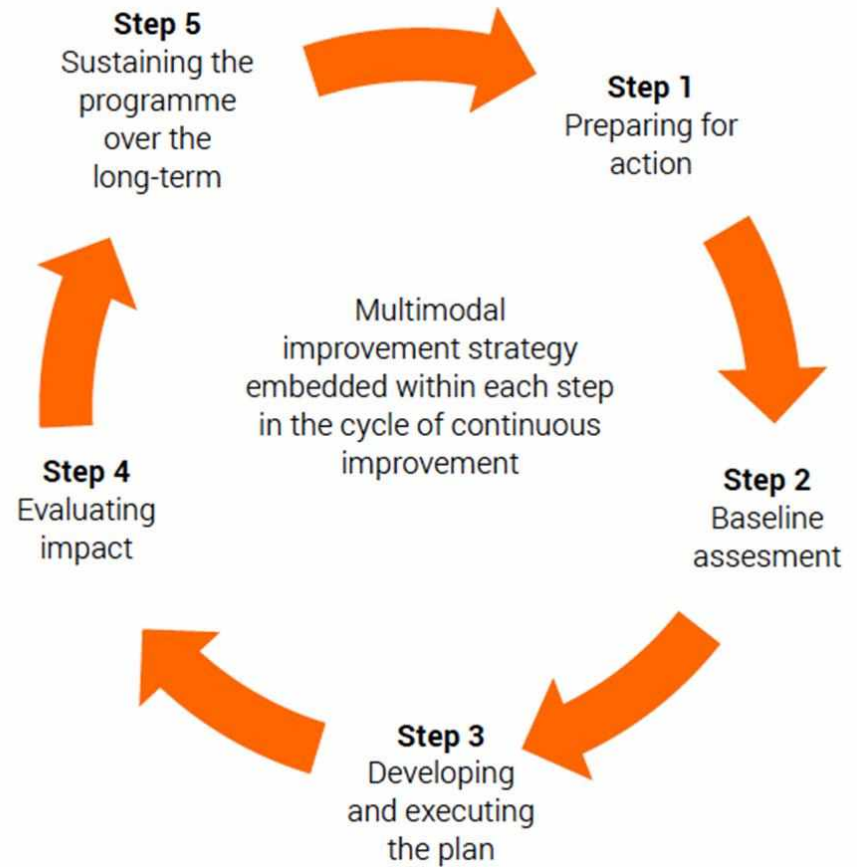 Step 5
Sustaining the
programme
over the
long-term
Step 1
Preparing for
action
Multimodal
improvement strategy
embedded within each step
in the cycle of continuous
improvement
Step 4
Evaluating
impact
Step 2
Baseline
assesment
Step 3
Developing
and executing
the plan